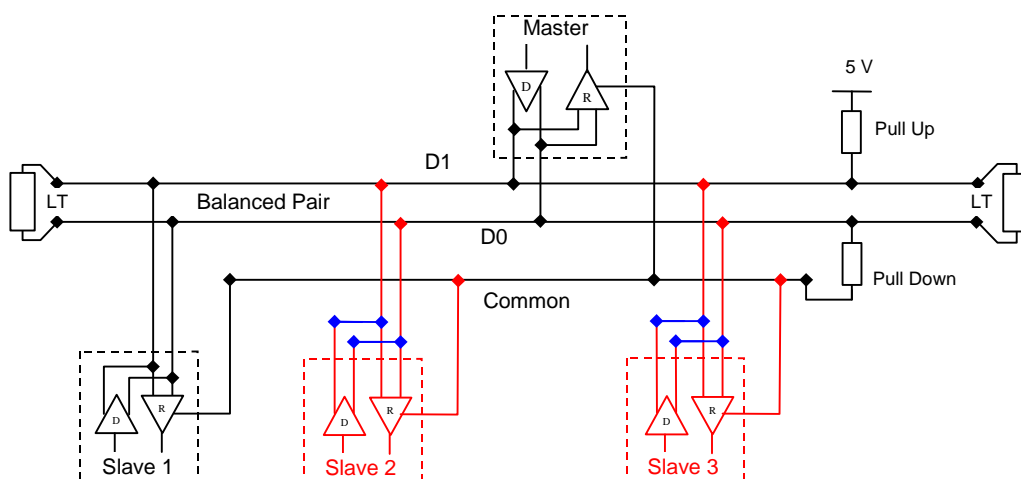 Master
D
R
5 V
Pull Up
D1
LT
Balanced Pair
LT
D0
Pull Down
Common
D
R
D
R
D
R
Slave 1
Slave 2
Slave 3